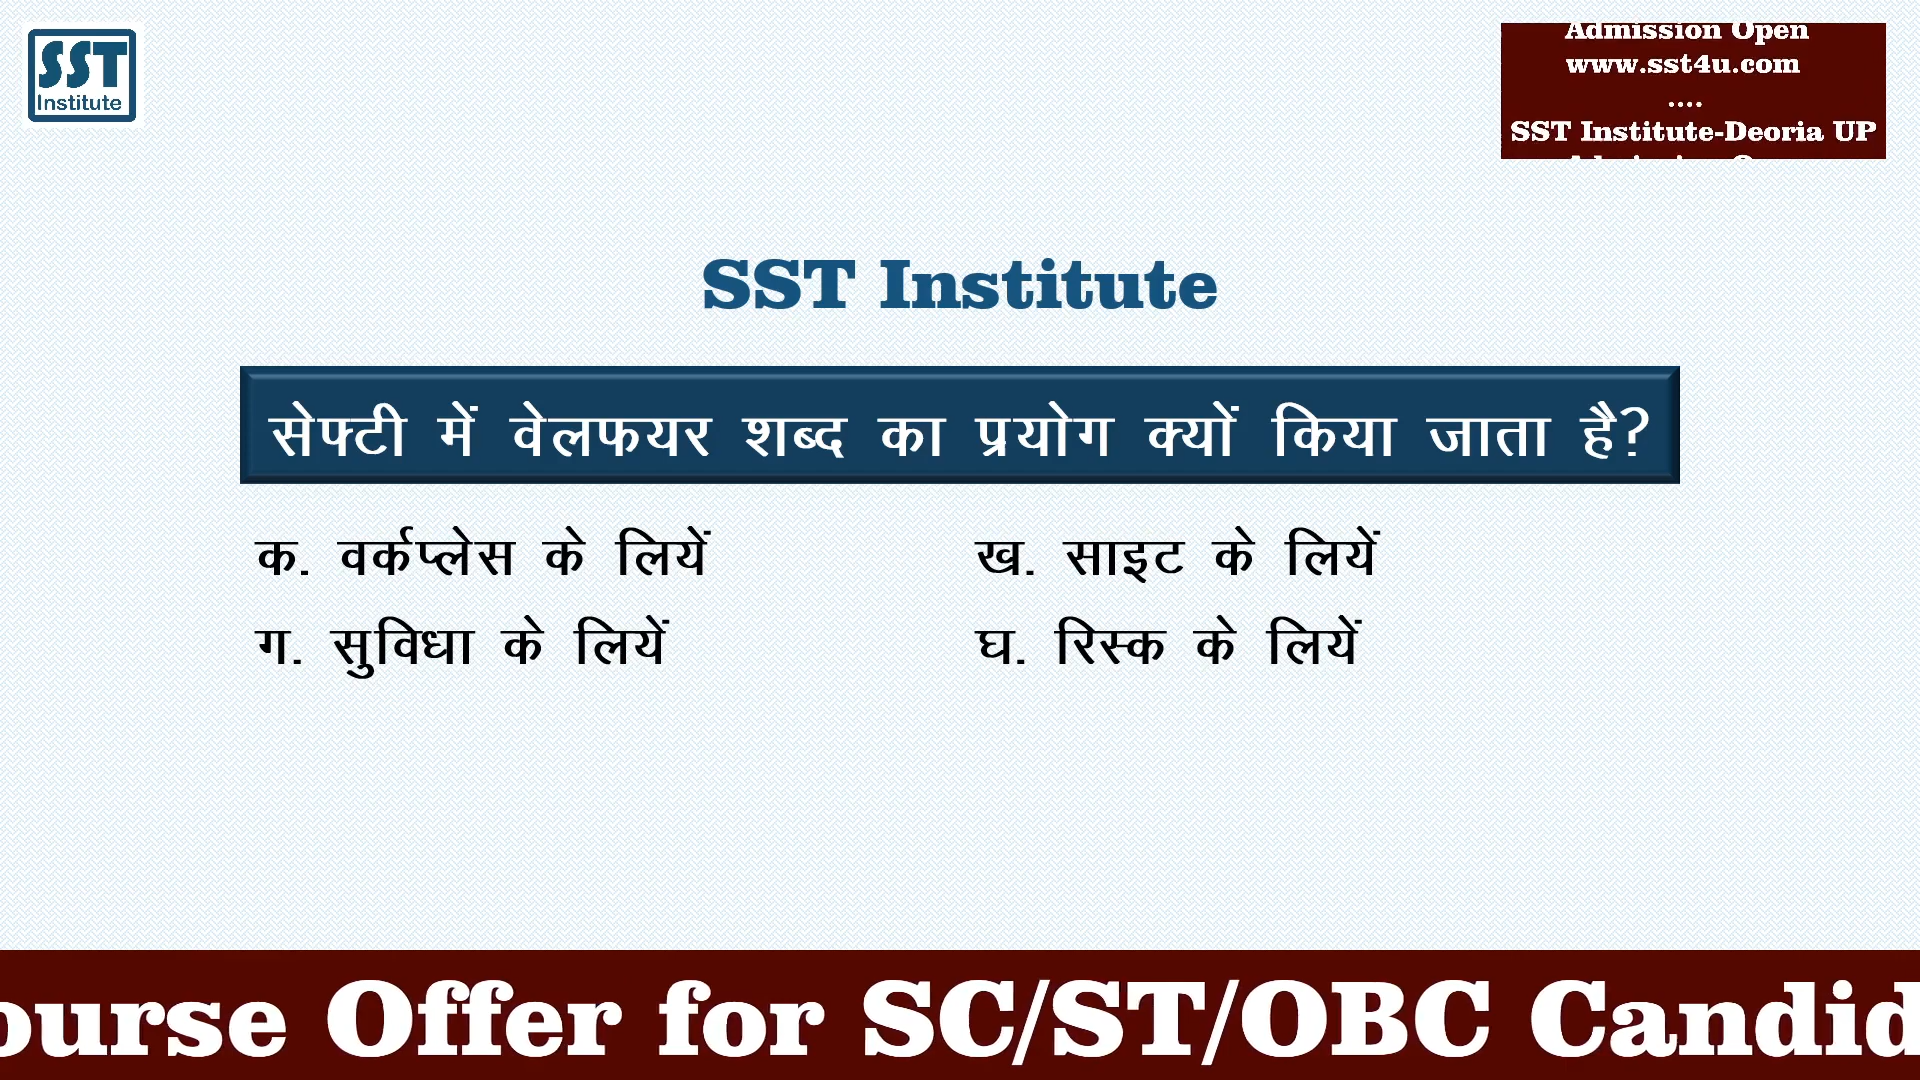 SST
Institute
Admission Open
www.sst4u.com
....
SST Institute-Deoria UP
SST Institute
सेफ्टी में वेलफयर शब्द का प्रयोग क्यों किया जाता है?
क. वर्कप्लेस के लियें
ख. साइट के लियें
ग. सुविधा के लियें
घ. रिस्क के लियें
ourse Offer for SC/ST/OBC Candid